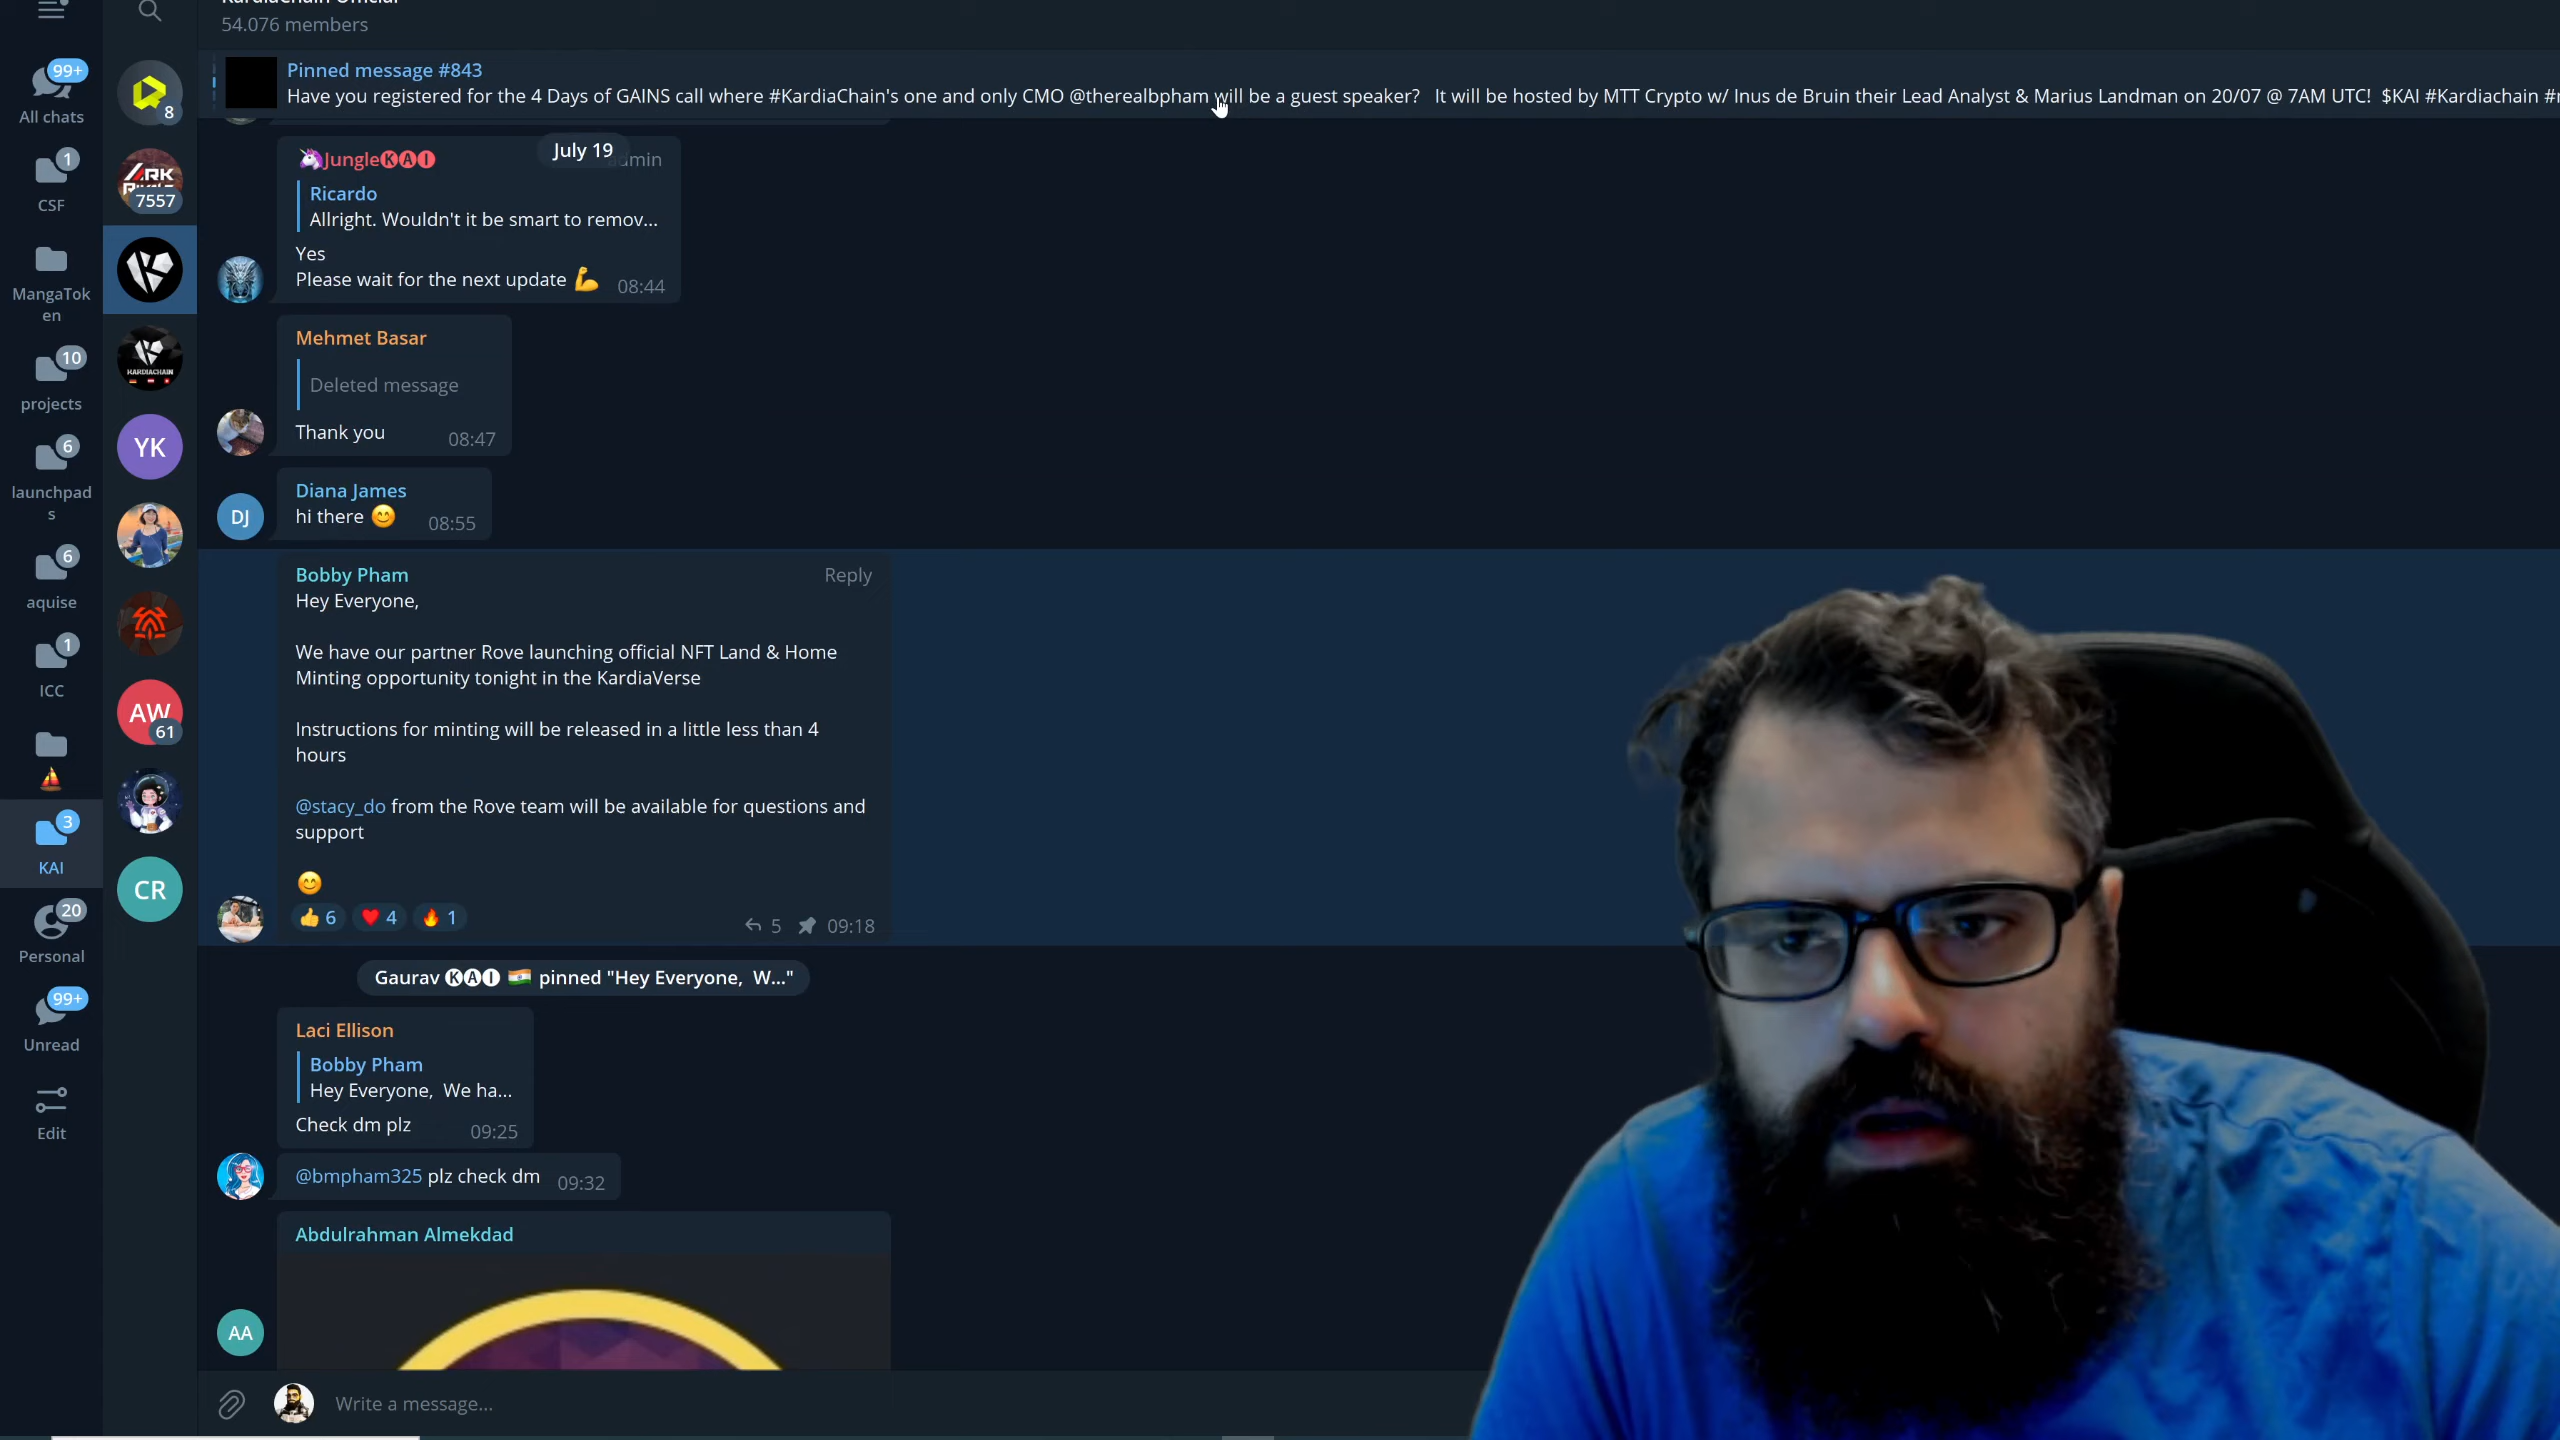 54.076 members
Pinned message #843
Have you registered for the 4 Days of GAINS call where #KardiaChain's one and only CMO @therealbpham will be a guest speaker? It will be hosted by MTT Crypto w/ Inus de Bruin their Lead Analyst & Marius Landman on 20/07 @ 7AM UTC! $KAI #Kardiachain
99+
All chats
1
CSF
MangaTok
en
10
projects
6
launchpad
s
6
aquise
1
ICC
3
KAI
20
Personal
99+
Unread
Edit
8
7557
KARDIACHAIN
YK
AW
61
CR
July 19
JungleKAI
Ricardo
Allright. Wouldn't it be smart to remov...
Yes
Please wait for the next update 💪 08:44
Mehmet Basar
Deleted message
Thank you 08:47
DJ
Diana James
hi there 😊 08:55
Bobby Pham Reply
Hey Everyone,
We have our partner Rove launching official NFT Land & Home
Minting opportunity tonight in the KardiaVerse
Instructions for minting will be released in a little less than 4
hours
@stacy_do from the Rove team will be available for questions and
support
😊
👍 6 ❤️ 4 🔥 1 5 09:18
Gaurav 🅚🅐🅘 🇮🇳 pinned "Hey Everyone, W..."
Laci Ellison
Bobby Pham
Hey Everyone, We ha...
Check dm plz 09:25
@bmpham325 plz check dm 09:32
Abdulrahman Almekdad
AA
Write a message...